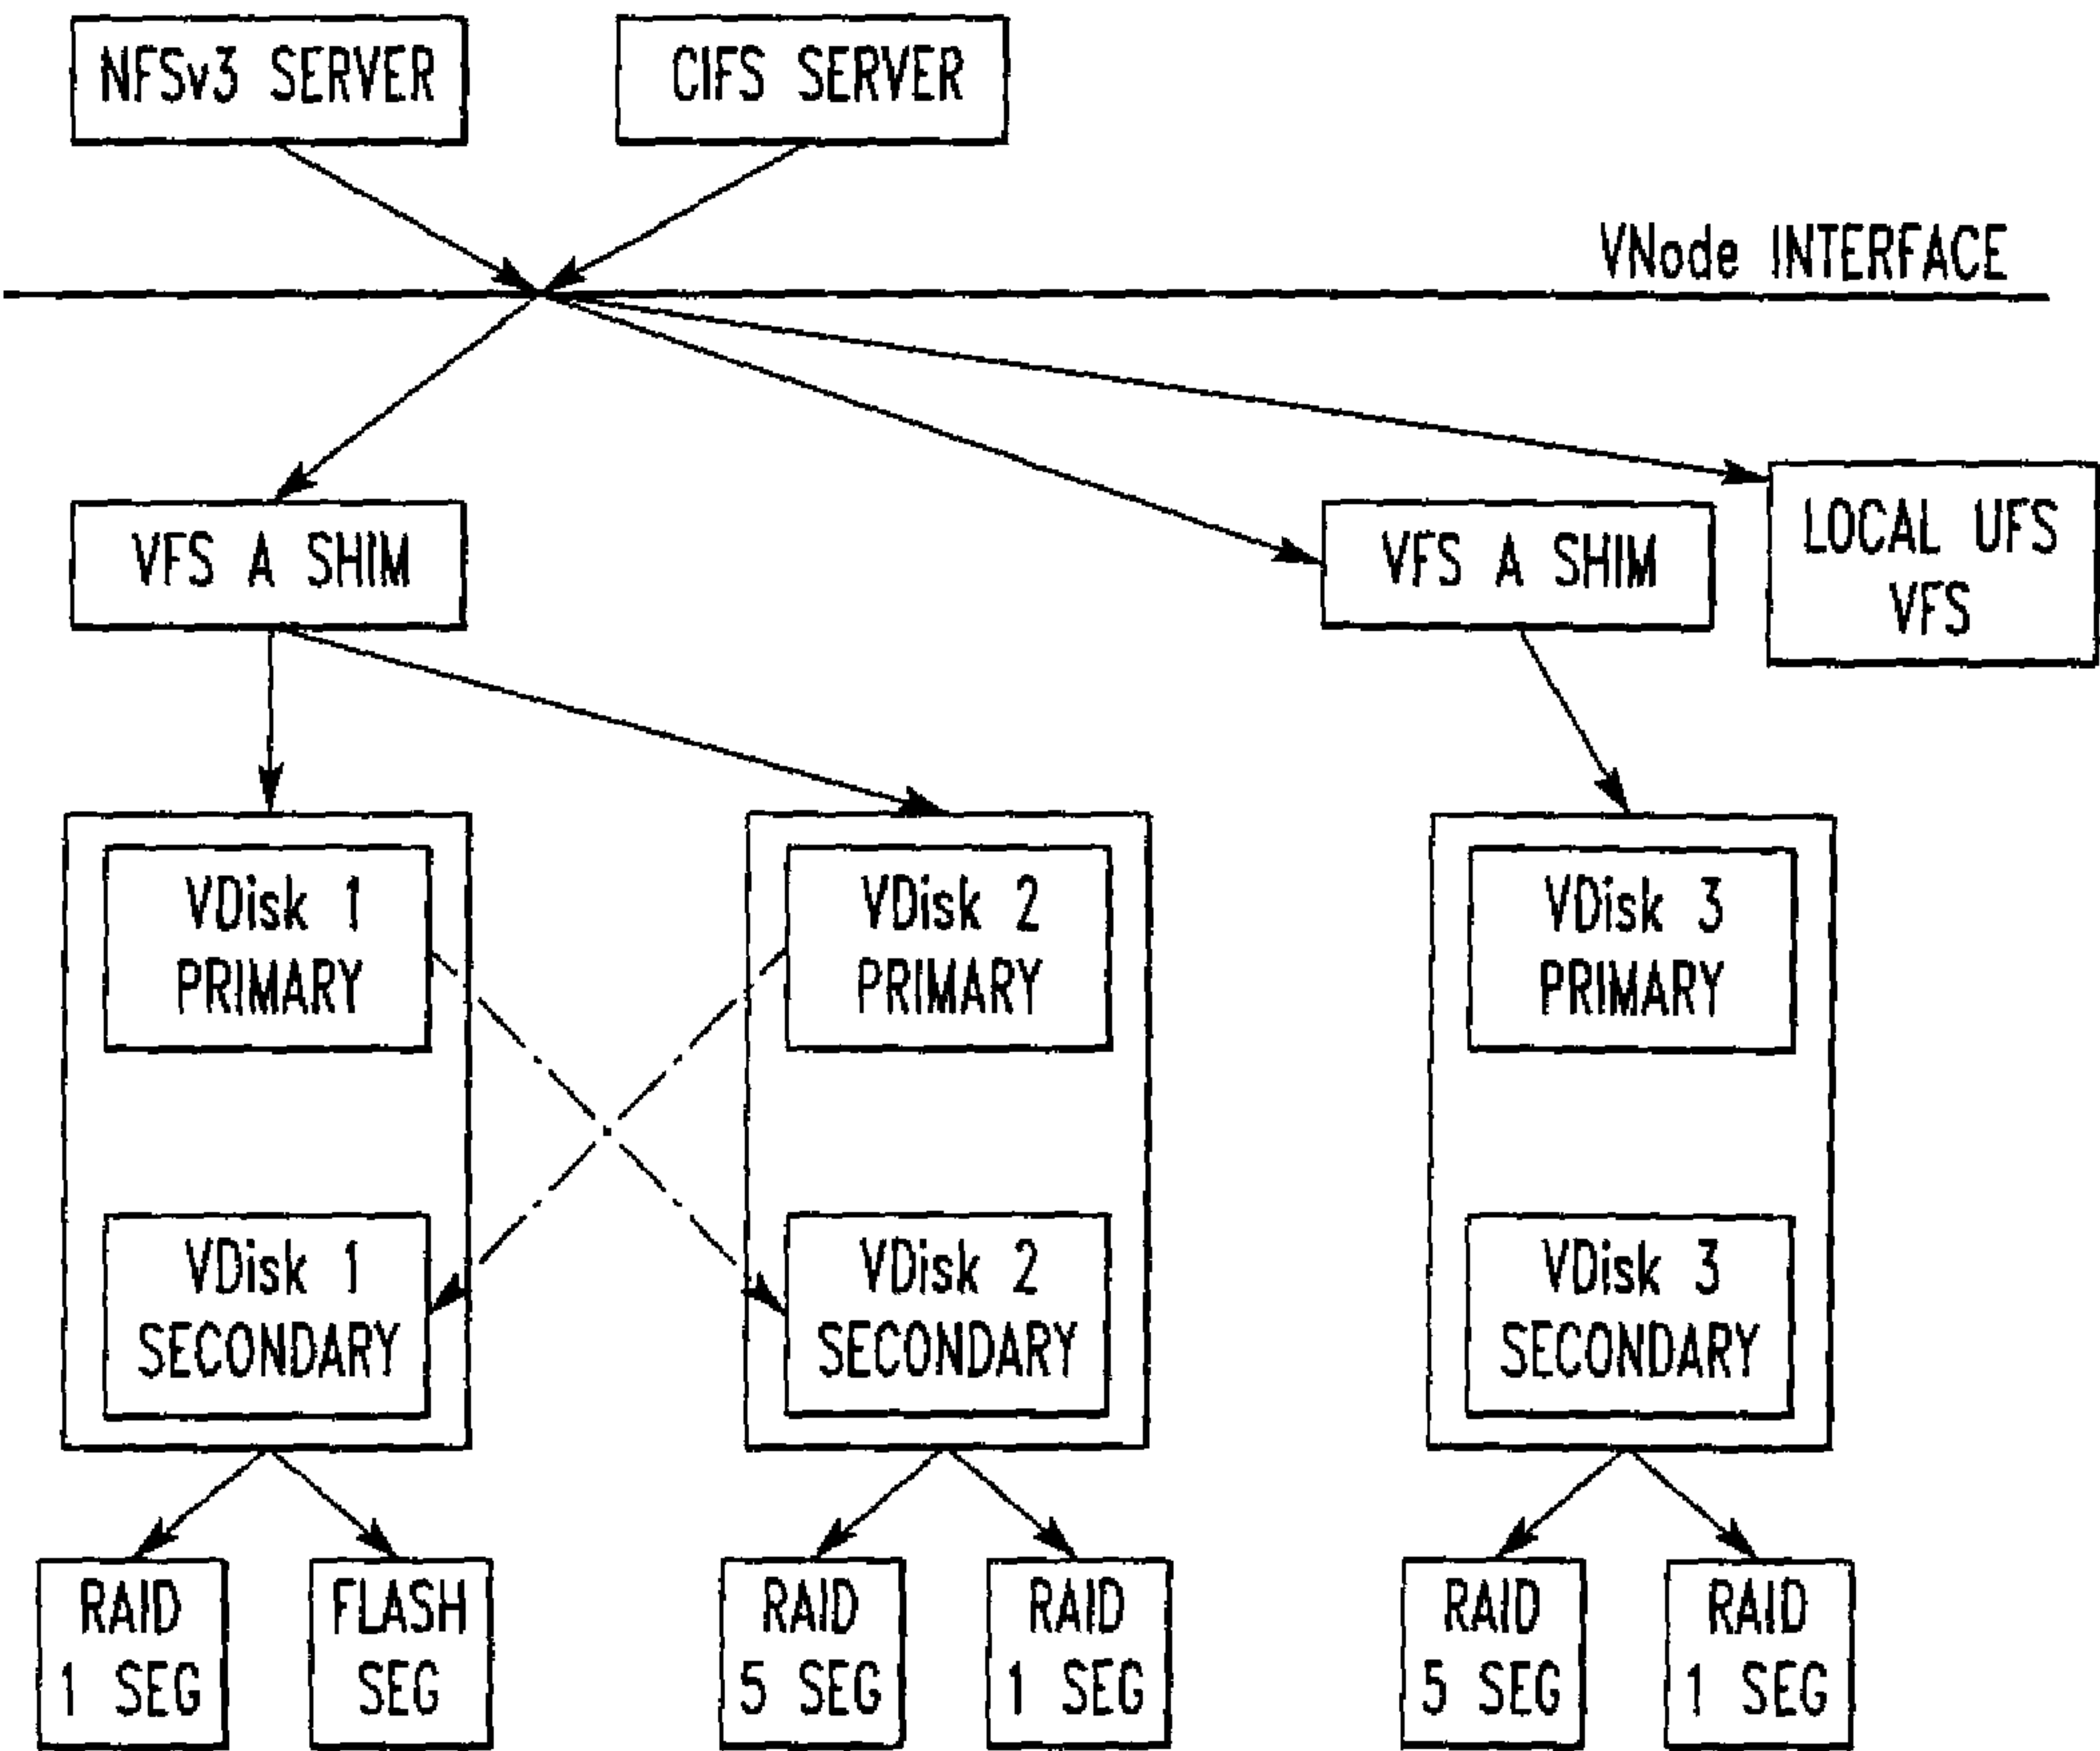 NFSv3 SERVER
CIFS SERVER
VNode INTERFACE
VFS A SHIM
VFS A SHIM
LOCAL UFS
VFS
VDisk 1
PRIMARY
VDisk 2
PRIMARY
VDisk 3
PRIMARY
VDisk 1
SECONDARY
VDisk 2
SECONDARY
VDisk 3
SECONDARY
RAID
1 SEG
FLASH
SEG
RAID
5 SEG
RAID
1 SEG
RAID
5 SEG
RAID
1 SEG